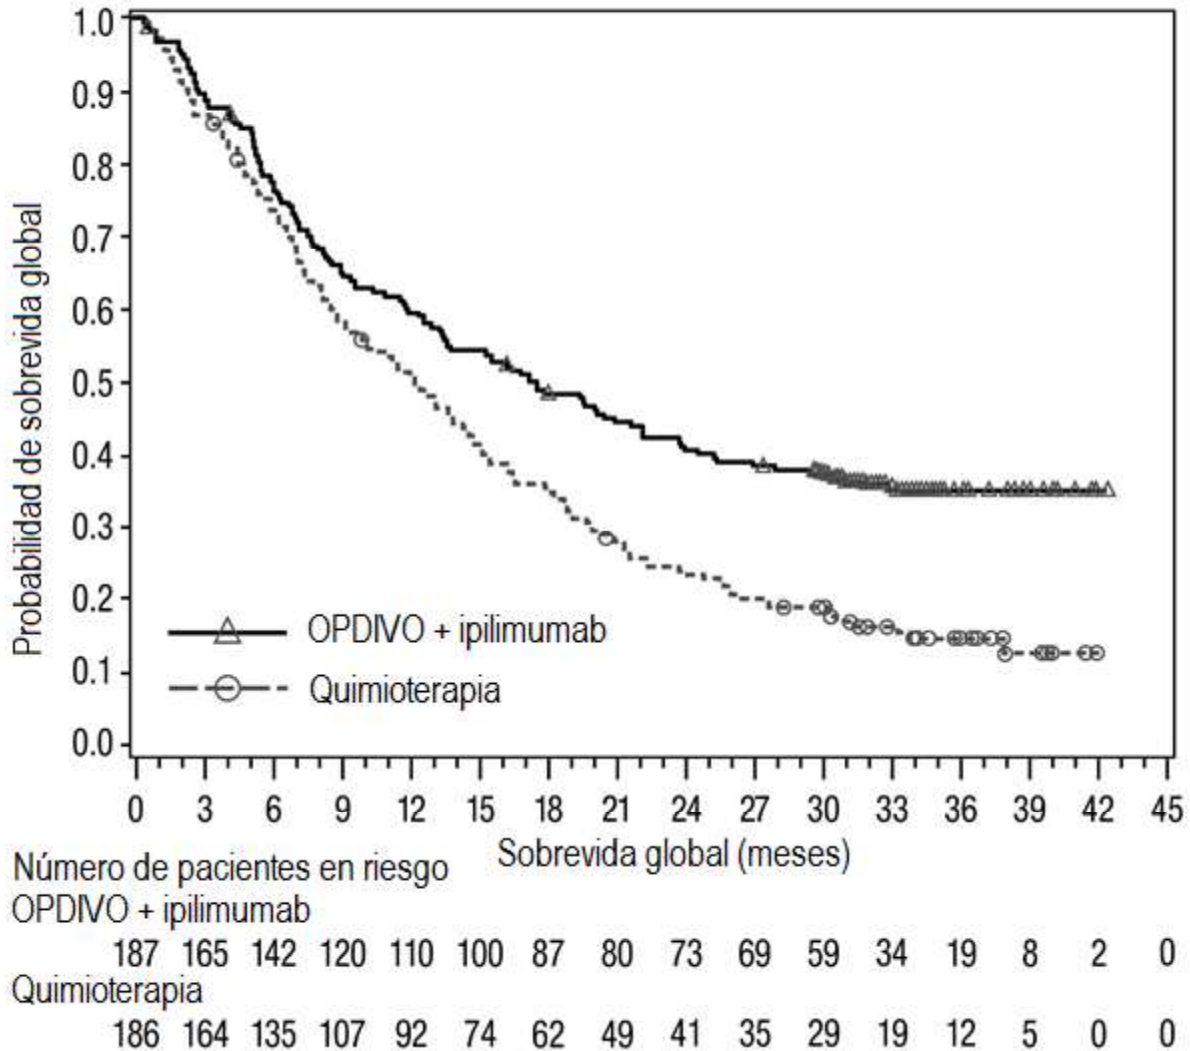 Probabilidad de sobrevida global
1.0
0.9
0.8
0.7
0.6
0.5
0.4
0.3
0.2
0.1
0.0
OPDIVO + ipilimumab
Quimioterapia
0 3 6 9 12 15 18 21 24 27 30 33 36 39 42 45
Sobrevida global (meses)
Número de pacientes en riesgo
OPDIVO + ipilimumab
187 165 142 120 110 100 87 80 73 69 59 34 19 8 2 0
Quimioterapia
186 164 135 107 92 74 62 49 41 35 29 19 12 5 0 0